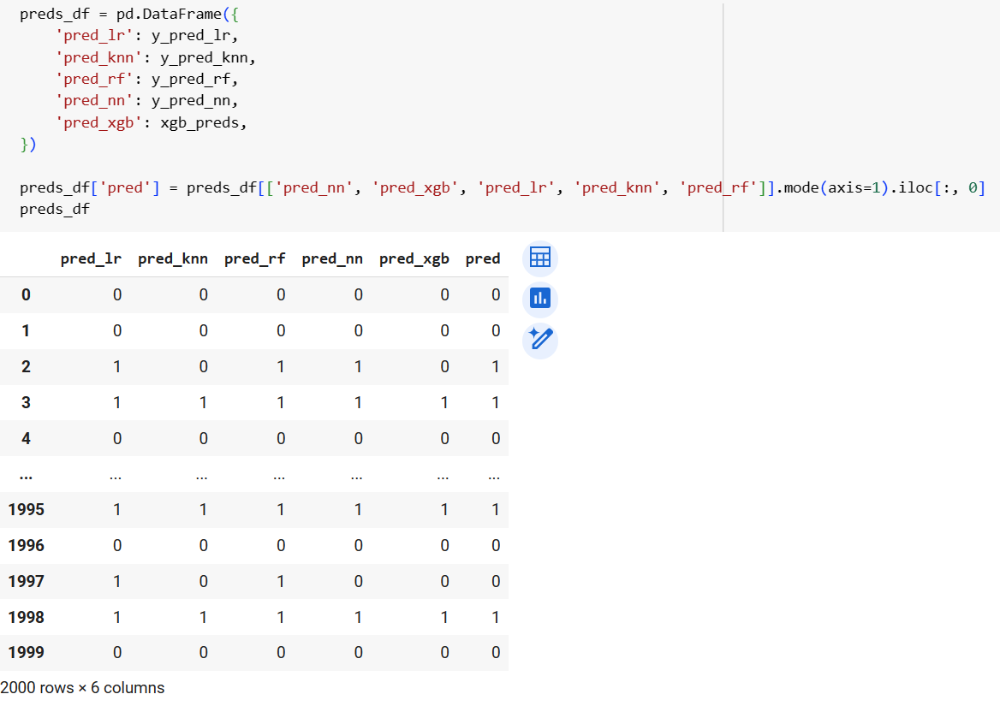 preds_df = pd.DataFrame({
    'pred_lr': y_pred_lr,
    'pred_knn': y_pred_knn,
    'pred_rf': y_pred_rf,
    'pred_nn': y_pred_nn,
    'pred_xgb': xgb_preds,
})
preds_df['pred'] = preds_df[['pred_nn', 'pred_xgb', 'pred_lr', 'pred_knn', 'pred_rf']].mode(axis=1).iloc[:, 0]
preds_df
pred_lr pred_knn pred_rf pred_nn pred_xgb pred
0 0 0 0 0 0 0
1 0 0 0 0 0 0
2 1 0 1 1 0 1
3 1 1 1 1 1 1
4 0 0 0 0 0 0
... ... ... ... ... ... ...
1995 1 1 1 1 1 1
1996 0 0 0 0 0 0
1997 1 0 1 0 0 0
1998 1 1 1 1 1 1
1999 0 0 0 0 0 0
2000 rows × 6 columns